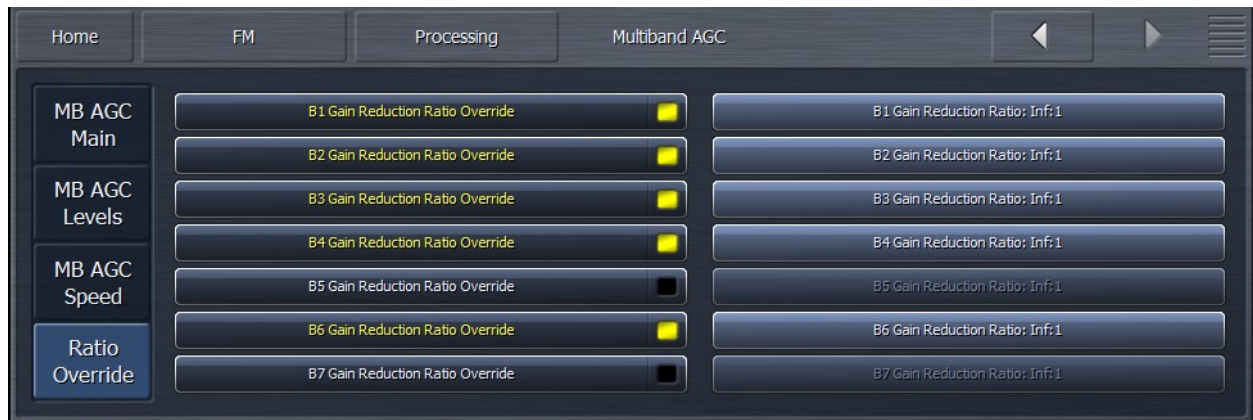 Home
FM
Processing
Multiband AGC
MB AGC
Main
MB AGC
Levels
MB AGC
Speed
Ratio
Override
B1 Gain Reduction Ratio Override
B1 Gain Reduction Ratio: Inf:1
B2 Gain Reduction Ratio Override
B2 Gain Reduction Ratio: Inf:1
B3 Gain Reduction Ratio Override
B3 Gain Reduction Ratio: Inf:1
B4 Gain Reduction Ratio Override
B4 Gain Reduction Ratio: Inf:1
B5 Gain Reduction Ratio Override
B5 Gain Reduction Ratio: Inf:1
B6 Gain Reduction Ratio Override
B6 Gain Reduction Ratio: Inf:1
B7 Gain Reduction Ratio Override
B7 Gain Reduction Ratio: Inf:1